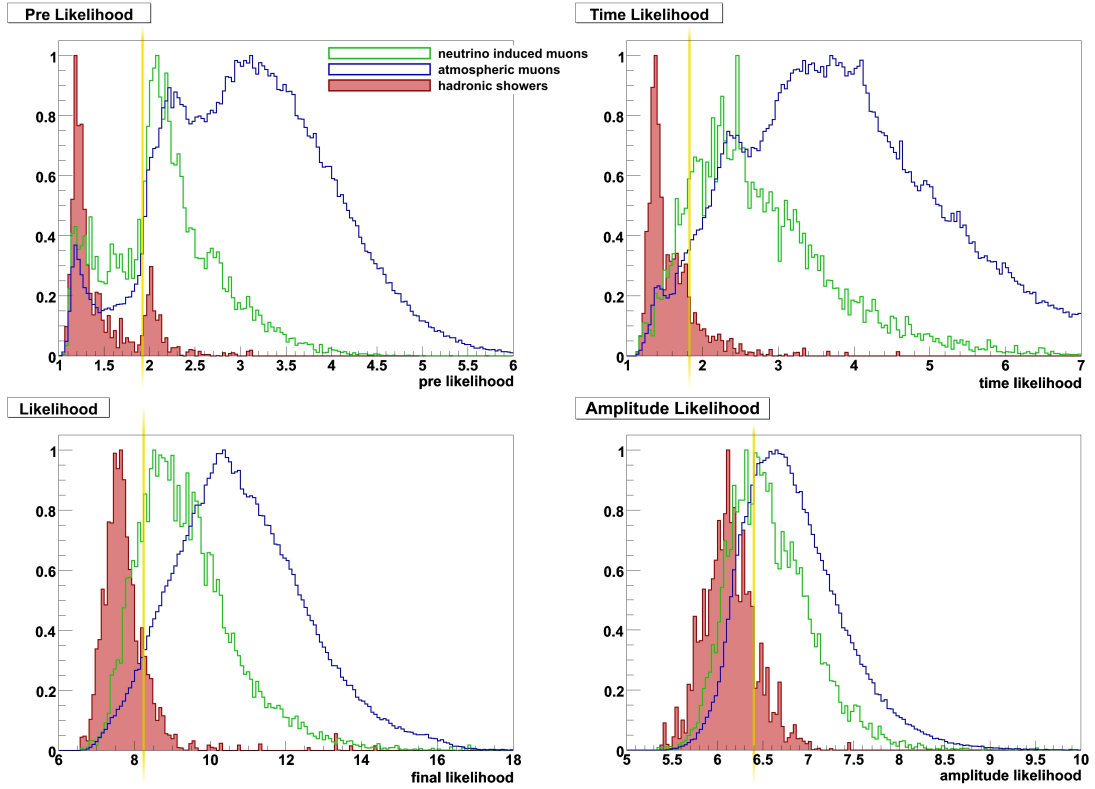 Pre Likelihood
1
0.8
0.6
0.4
0.2
0
1 1.5 2 2.5 3 3.5 4 4.5 5 5.5 6
pre likelihood
neutrino induced muons
atmospheric muons
hadronic showers
Time Likelihood
1
0.8
0.6
0.4
0.2
0
1 2 3 4 5 6 7
time likelihood
Likelihood
1
0.8
0.6
0.4
0.2
0
6 8 10 12 14 16 18
final likelihood
Amplitude Likelihood
1
0.8
0.6
0.4
0.2
0
5 5.5 6 6.5 7 7.5 8 8.5 9 9.5 10
amplitude likelihood